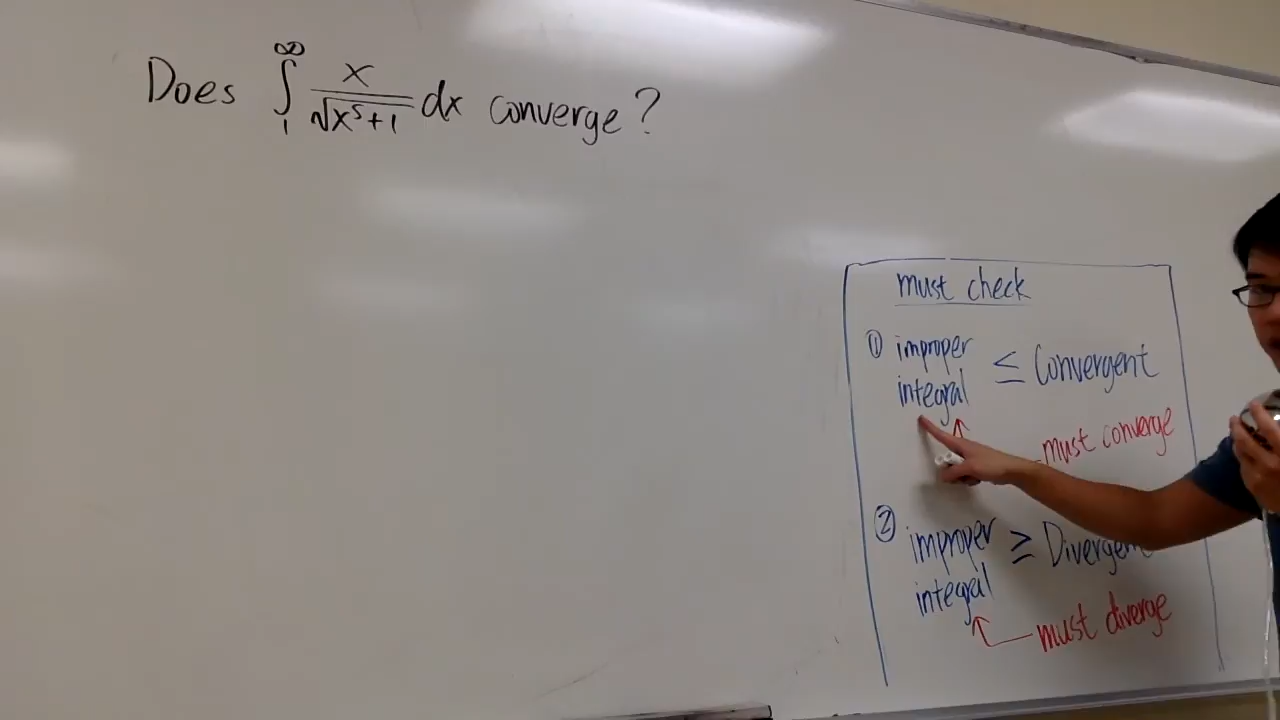 Does ∫₁^∞ x/√(x⁵+1) dx converge?
must check
① improper integral ≤ Convergent
must converge
② improper integral ≥ Divergent
must diverge